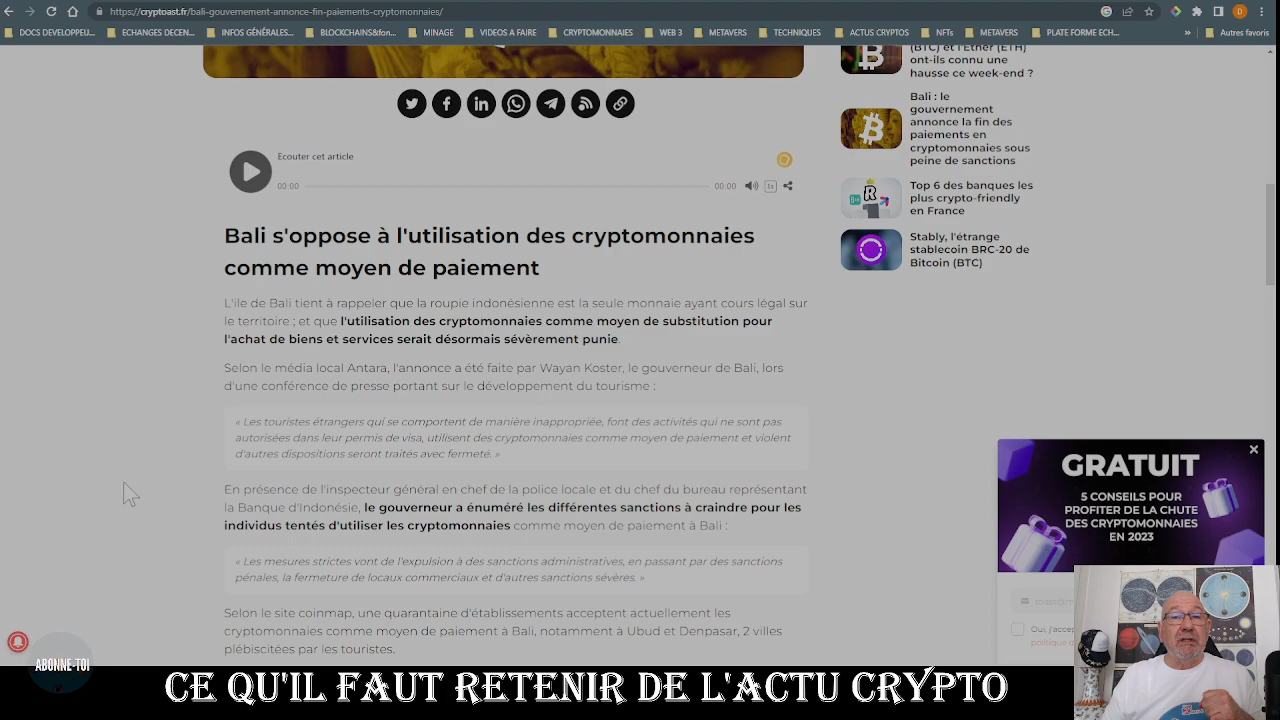 https://cryptoast.fr/bali-gouvernement-annonce-fin-paiements-cryptomonnaies/
DOCS DEVELOPPEU... ECHANGES DECEN... INFOS GÉNÉRALES... BLOCKCHAINS&fon... MINAGE VIDEOS A FAIRE CRYPTOMONNAIES WEB 3 METAVERS TECHNIQUES ACTUS CRYPTOS NFTs METAVERS PLATE FORME ECH... » Autres favoris
(BTC) et l'Ether (ETH)
ont-ils connu une
hausse ce week-end ?
Bali : le
gouvernement
annonce la fin des
paiements en
cryptomonnaies sous
peine de sanctions
Top 6 des banques les
plus crypto-friendly
en France
Stably, l'étrange
stablecoin BRC-20 de
Bitcoin (BTC)
Ecouter cet article
00:00 00:00 1x
Bali s'oppose à l'utilisation des cryptomonnaies
comme moyen de paiement
L'île de Bali tient à rappeler que la roupie indonésienne est la seule monnaie ayant cours légal sur
le territoire ; et que l'utilisation des cryptomonnaies comme moyen de substitution pour
l'achat de biens et services serait désormais sévèrement punie.
Selon le média local Antara, l'annonce a été faite par Wayan Koster, le gouverneur de Bali, lors
d'une conférence de presse portant sur le développement du tourisme :
« Les touristes étrangers qui se comportent de manière inappropriée, font des activités qui ne sont pas
autorisées dans leur permis de visa, utilisent des cryptomonnaies comme moyen de paiement et violent
d'autres dispositions seront traités avec fermeté. »
En présence de l'inspecteur général en chef de la police locale et du chef du bureau représentant
la Banque d'Indonésie, le gouverneur a énuméré les différentes sanctions à craindre pour les
individus tentés d'utiliser les cryptomonnaies comme moyen de paiement à Bali :
« Les mesures strictes vont de l'expulsion à des sanctions administratives, en passant par des sanctions
pénales, la fermeture de locaux commerciaux et d'autres sanctions sévères. »
Selon le site coinmap, une quarantaine d'établissements acceptent actuellement les
cryptomonnaies comme moyen de paiement à Bali, notamment à Ubud et Denpasar, 2 villes
plébiscitées par les touristes.
GRATUIT
5 CONSEILS POUR
PROFITER DE LA CHUTE
DES CRYPTOMONNAIES
EN 2023
toast@m
Oui, j'accep
politique d
ABONNE-TOI
CE QU'IL FAUT RETENIR DE L'ACTU CRYPTO